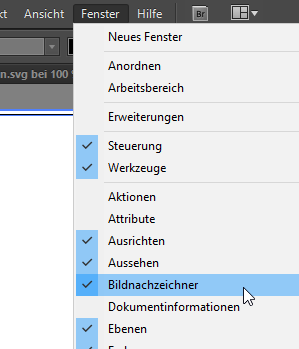 kt Ansicht Fenster Hilfe Br
n.svg bei 100 %
Neues Fenster
Anordnen
Arbeitsbereich
Erweiterungen
Steuerung
Werkzeuge
Aktionen
Attribute
Ausrichten
Aussehen
Bildnachzeichner
Dokumentinformationen
Ebenen